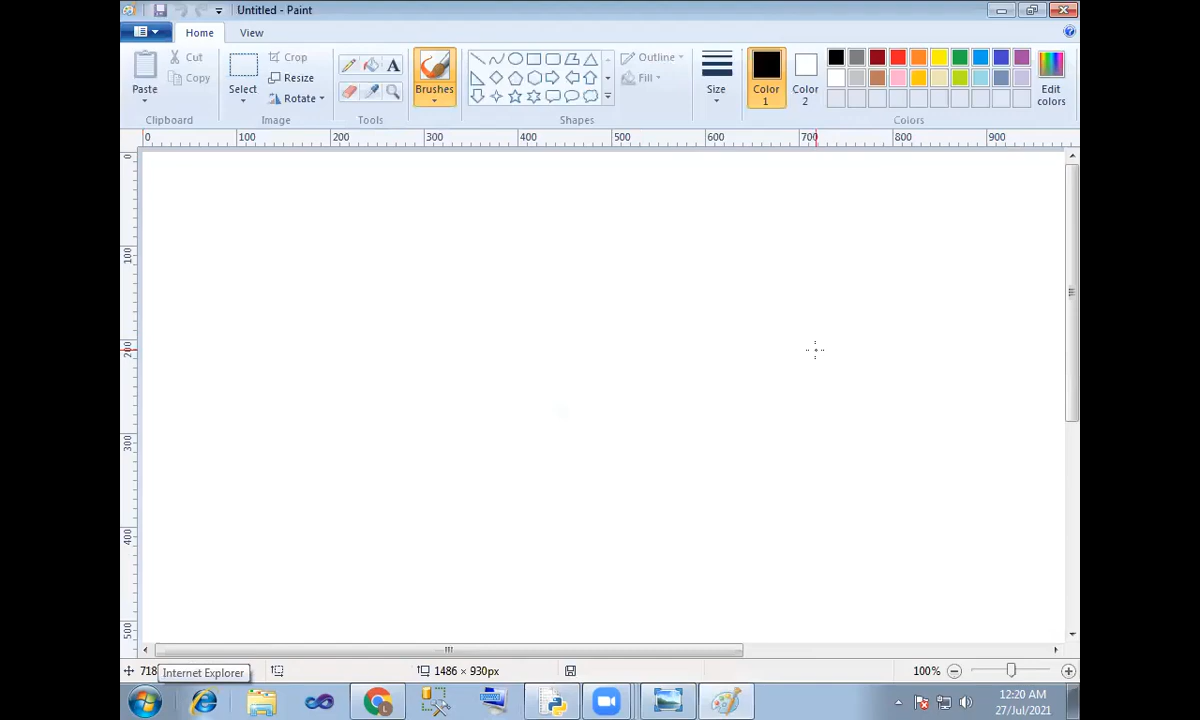 Untitled - Paint
Home View
Paste
Cut
Copy
Clipboard
Select
Crop
Resize
Rotate
Image
A
Tools
Brushes
Outline
Fill
Shapes
Size
Color 1
Color 2
Edit colors
Colors
0 100 200 300 400 500 600 700 800 900
0
100
200
300
400
500
718
Internet Explorer
1486 × 930px
100%
12:20 AM
27/Jul/2021